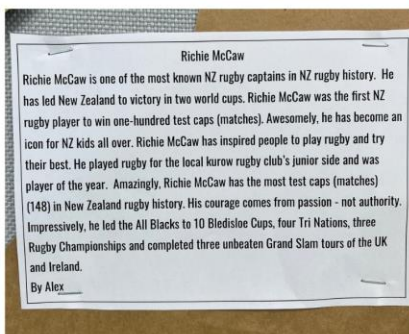 Richie McCaw
Richie McCaw is one of the most known NZ rugby captains in NZ rugby history. He
has led New Zealand to victory in two world cups. Richie McCaw was the first NZ
rugby player to win one-hundred test caps (matches). Awesomely, he has become an
icon for NZ kids all over. Richie McCaw has inspired people to play rugby and try
their best. He played rugby for the local kurow rugby club's junior side and was
player of the year. Amazingly, Richie McCaw has the most test caps (matches)
(148) in New Zealand rugby history. His courage comes from passion - not authority.
Impressively, he led the All Blacks to 10 Bledisloe Cups, four Tri Nations, three
Rugby Championships and completed three unbeaten Grand Slam tours of the UK
and Ireland.
By Alex